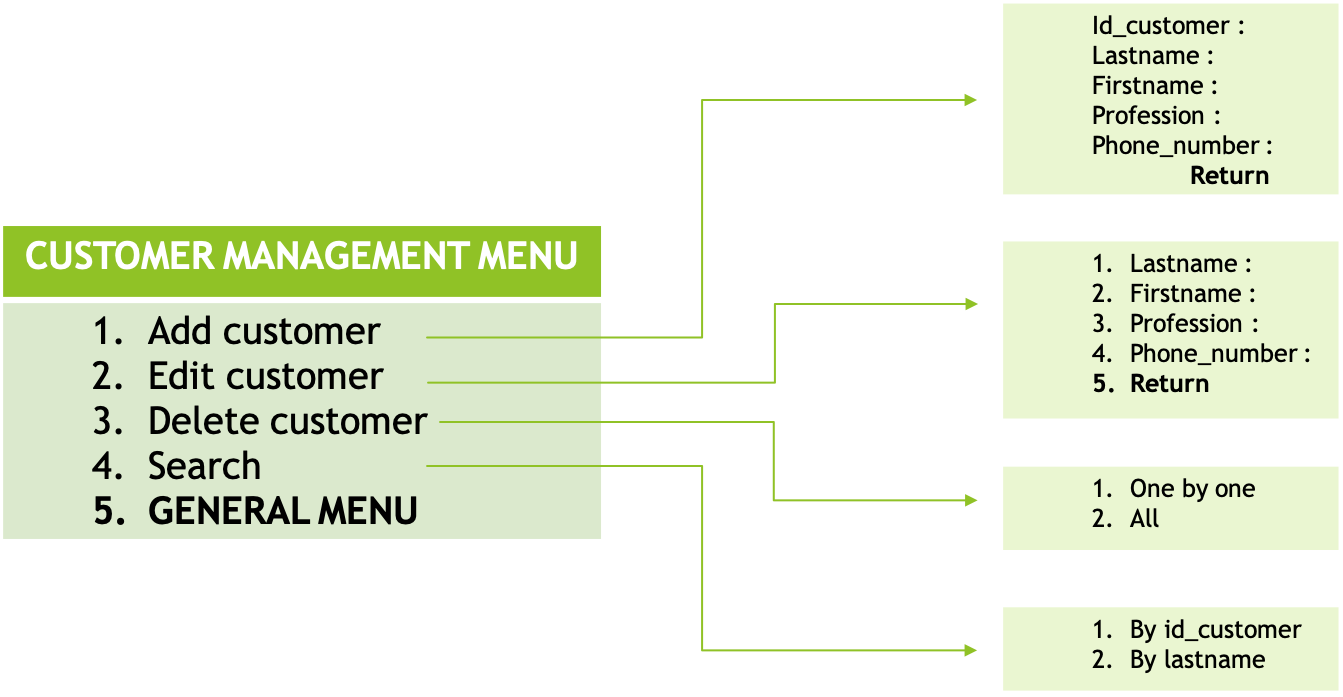 CUSTOMER MANAGEMENT MENU
1. Add customer
2. Edit customer
3. Delete customer
4. Search
5. GENERAL MENU
Id_customer :
Lastname :
Firstname :
Profession :
Phone_number :
Return
1. Lastname :
2. Firstname :
3. Profession :
4. Phone_number :
5. Return
1. One by one
2. All
1. By id_customer
2. By lastname